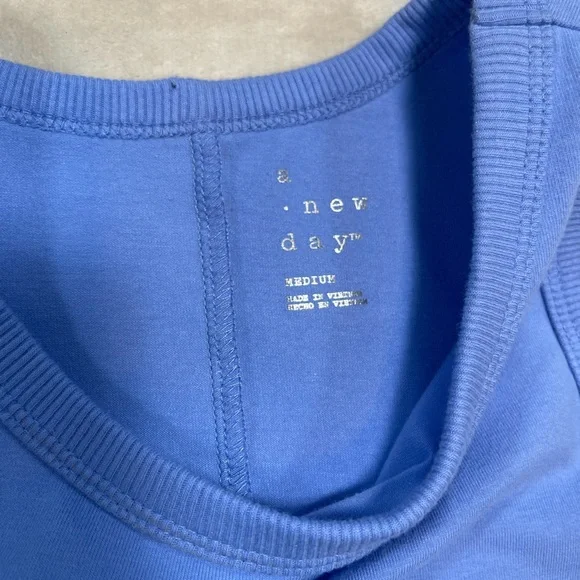 a
· new
day™
MEDIUM
MADE IN VIETNAM
HECHO EN VIETNAM